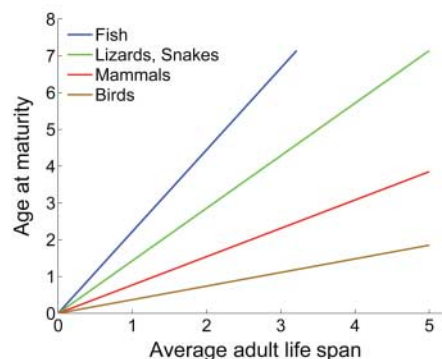 8
7
6
5
4
3
2
1
0
Age at maturity
Fish
Lizards, Snakes
Mammals
Birds
0 1 2 3 4 5
Average adult life span